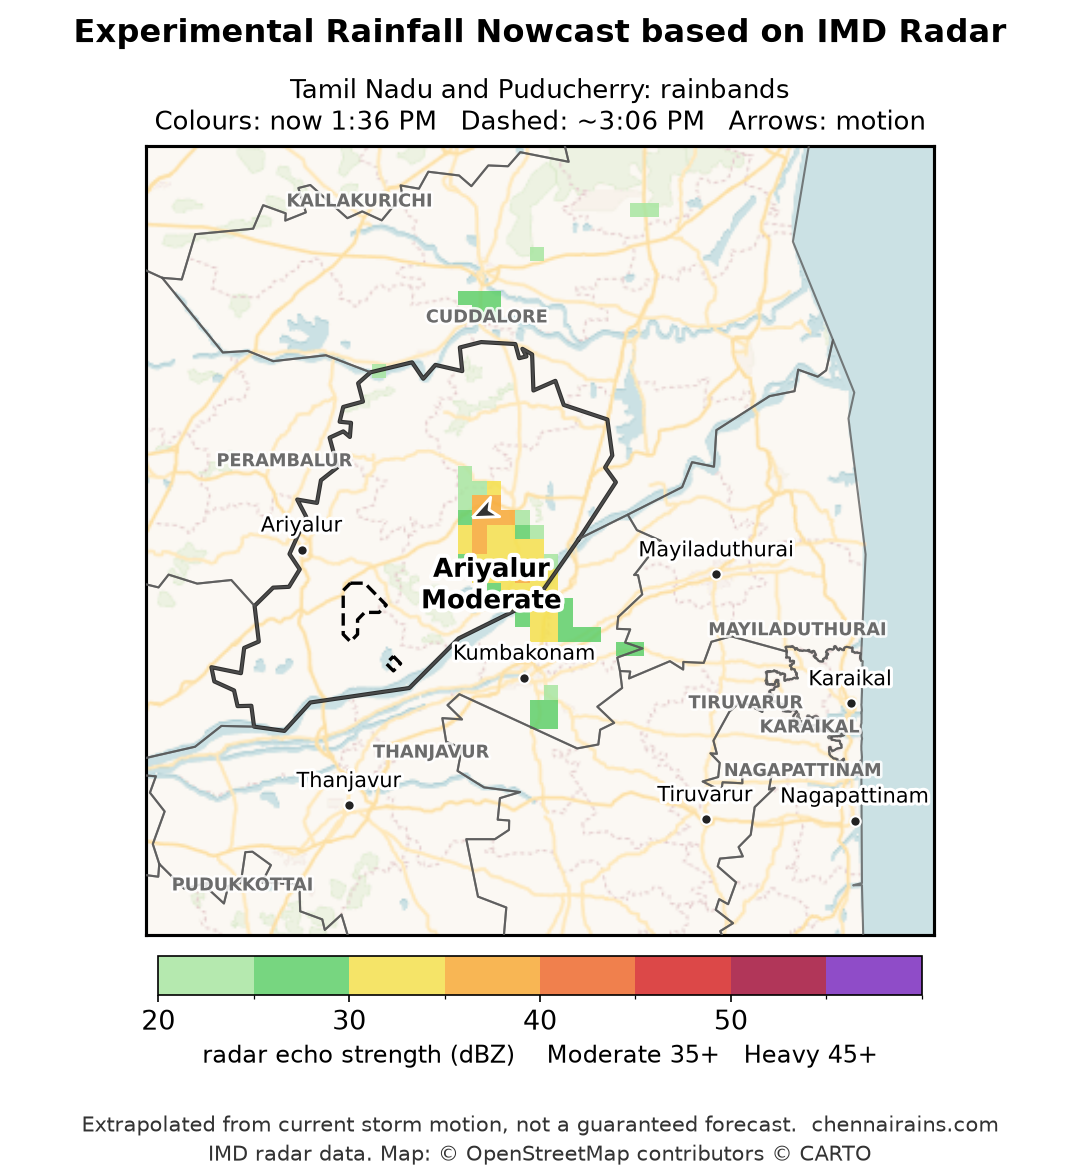 Experimental Rainfall Nowcast based on IMD Radar
Tamil Nadu and Puducherry: rainbands
Colours: now 1:36 PM   Dashed: ~3:06 PM   Arrows: motion
KALLAKURICHI
CUDDALORE
PERAMBALUR
Ariyalur
Mayiladuthurai
Ariyalur
Moderate
MAYILADUTHURAI
Kumbakonam
Karaikal
TIRUVARUR
KARAIKAL
THANJAVUR
NAGAPATTINAM
Thanjavur
Tiruvarur
Nagapattinam
PUDUKKOTTAI
20 30 40 50
radar echo strength (dBZ)    Moderate 35+   Heavy 45+
Extrapolated from current storm motion, not a guaranteed forecast.  chennairains.com
IMD radar data. Map: © OpenStreetMap contributors © CARTO